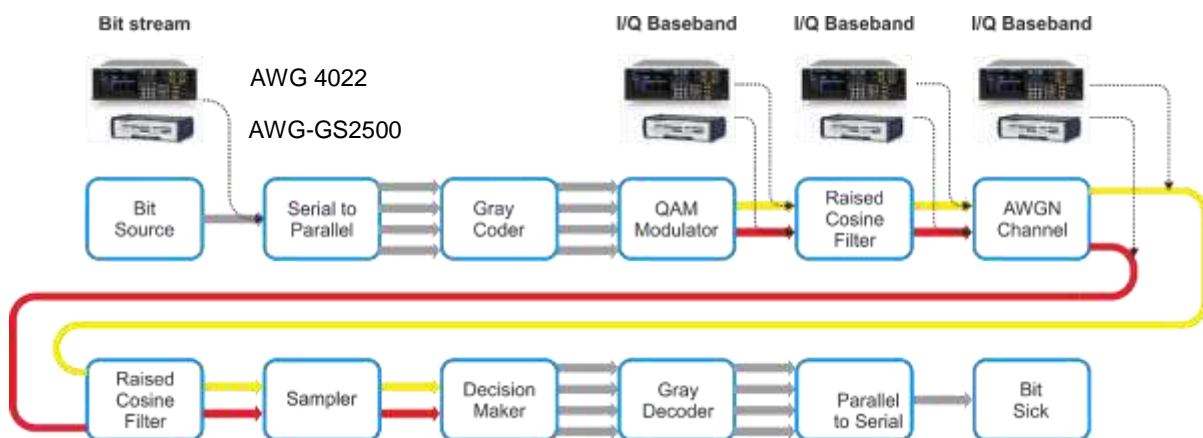 Bit stream
I/Q Baseband
I/Q Baseband
I/Q Baseband
AWG 4022
AWG-GS2500
Bit
Source
Serial to
Parallel
Gray
Coder
QAM
Modulator
Raised
Cosine
Filter
AWGN
Channel
Raised
Cosine
Filter
Sampler
Decision
Maker
Gray
Decoder
Parallel
to Serial
Bit
Sick